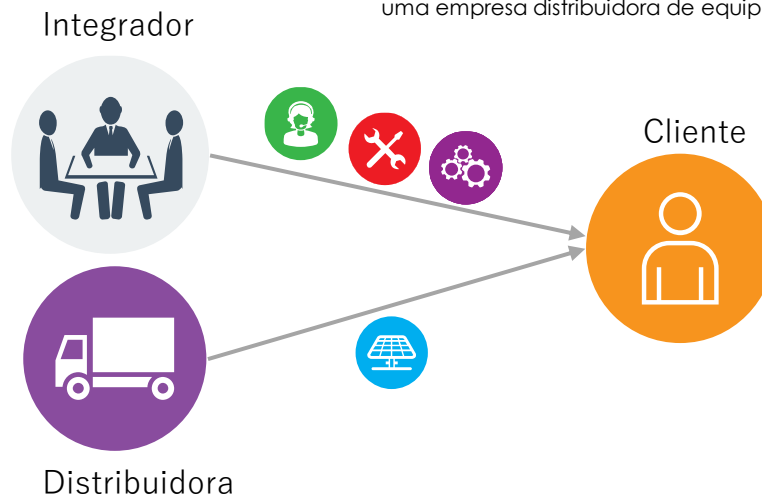 uma empresa distribuidora de equip
Integrador
Cliente
Distribuidora